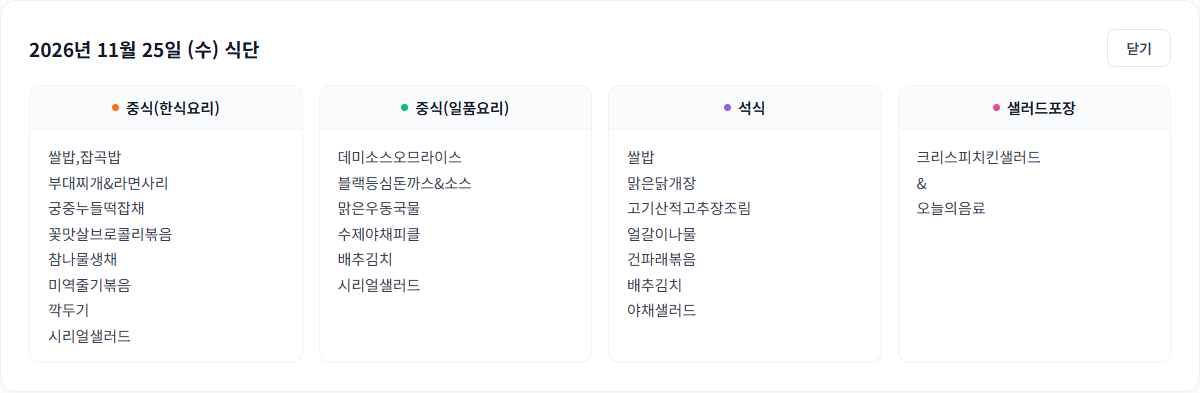 2026년 11월 25일 (수) 식단
닫기
중식(한식요리)
쌀밥,잡곡밥
부대찌개&라면사리
궁중누들떡잡채
꽃맛살브로콜리볶음
참나물생채
미역줄기볶음
깍두기
시리얼샐러드
중식(일품요리)
데미소스오므라이스
블랙등심돈까스&소스
맑은우동국물
수제야채피클
배추김치
시리얼샐러드
석식
쌀밥
맑은닭개장
고기산적고추장조림
얼갈이나물
건파래볶음
배추김치
야채샐러드
샐러드포장
크리스피치킨샐러드
&
오늘의음료